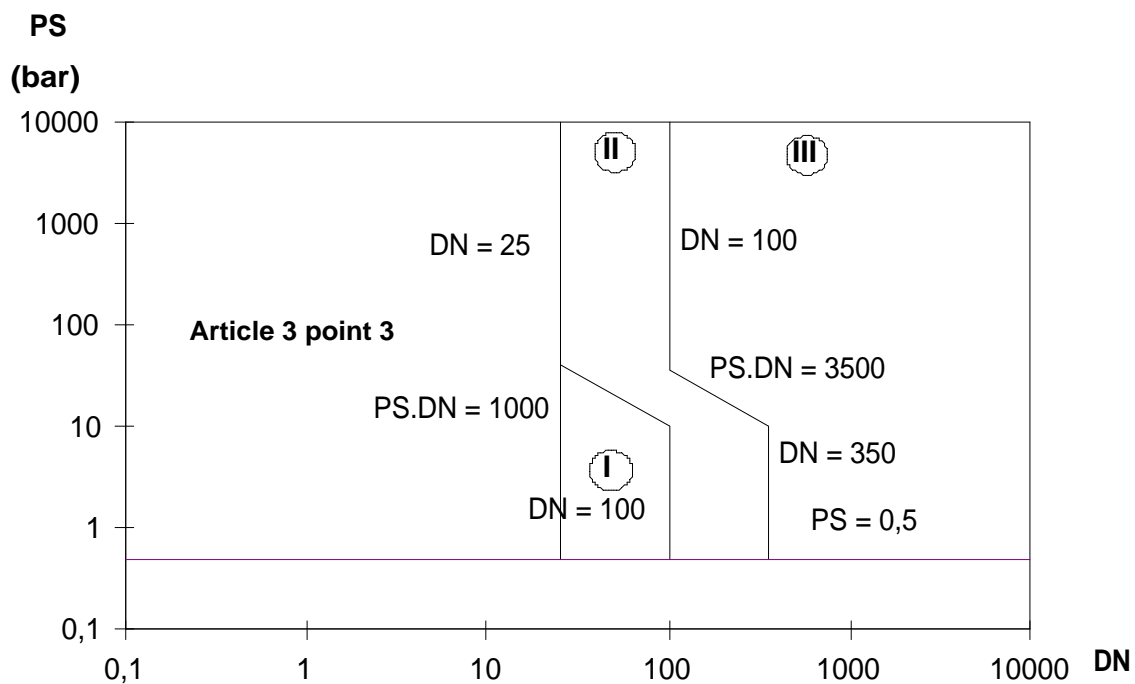 PS
(bar)
10000
II
III
1000
DN = 25
DN = 100
100
Article 3 point 3
PS.DN = 3500
PS.DN = 1000
10
DN = 350
I
DN = 100
1
PS = 0,5
0,1
0,1
1
10
100
1000
10000
DN